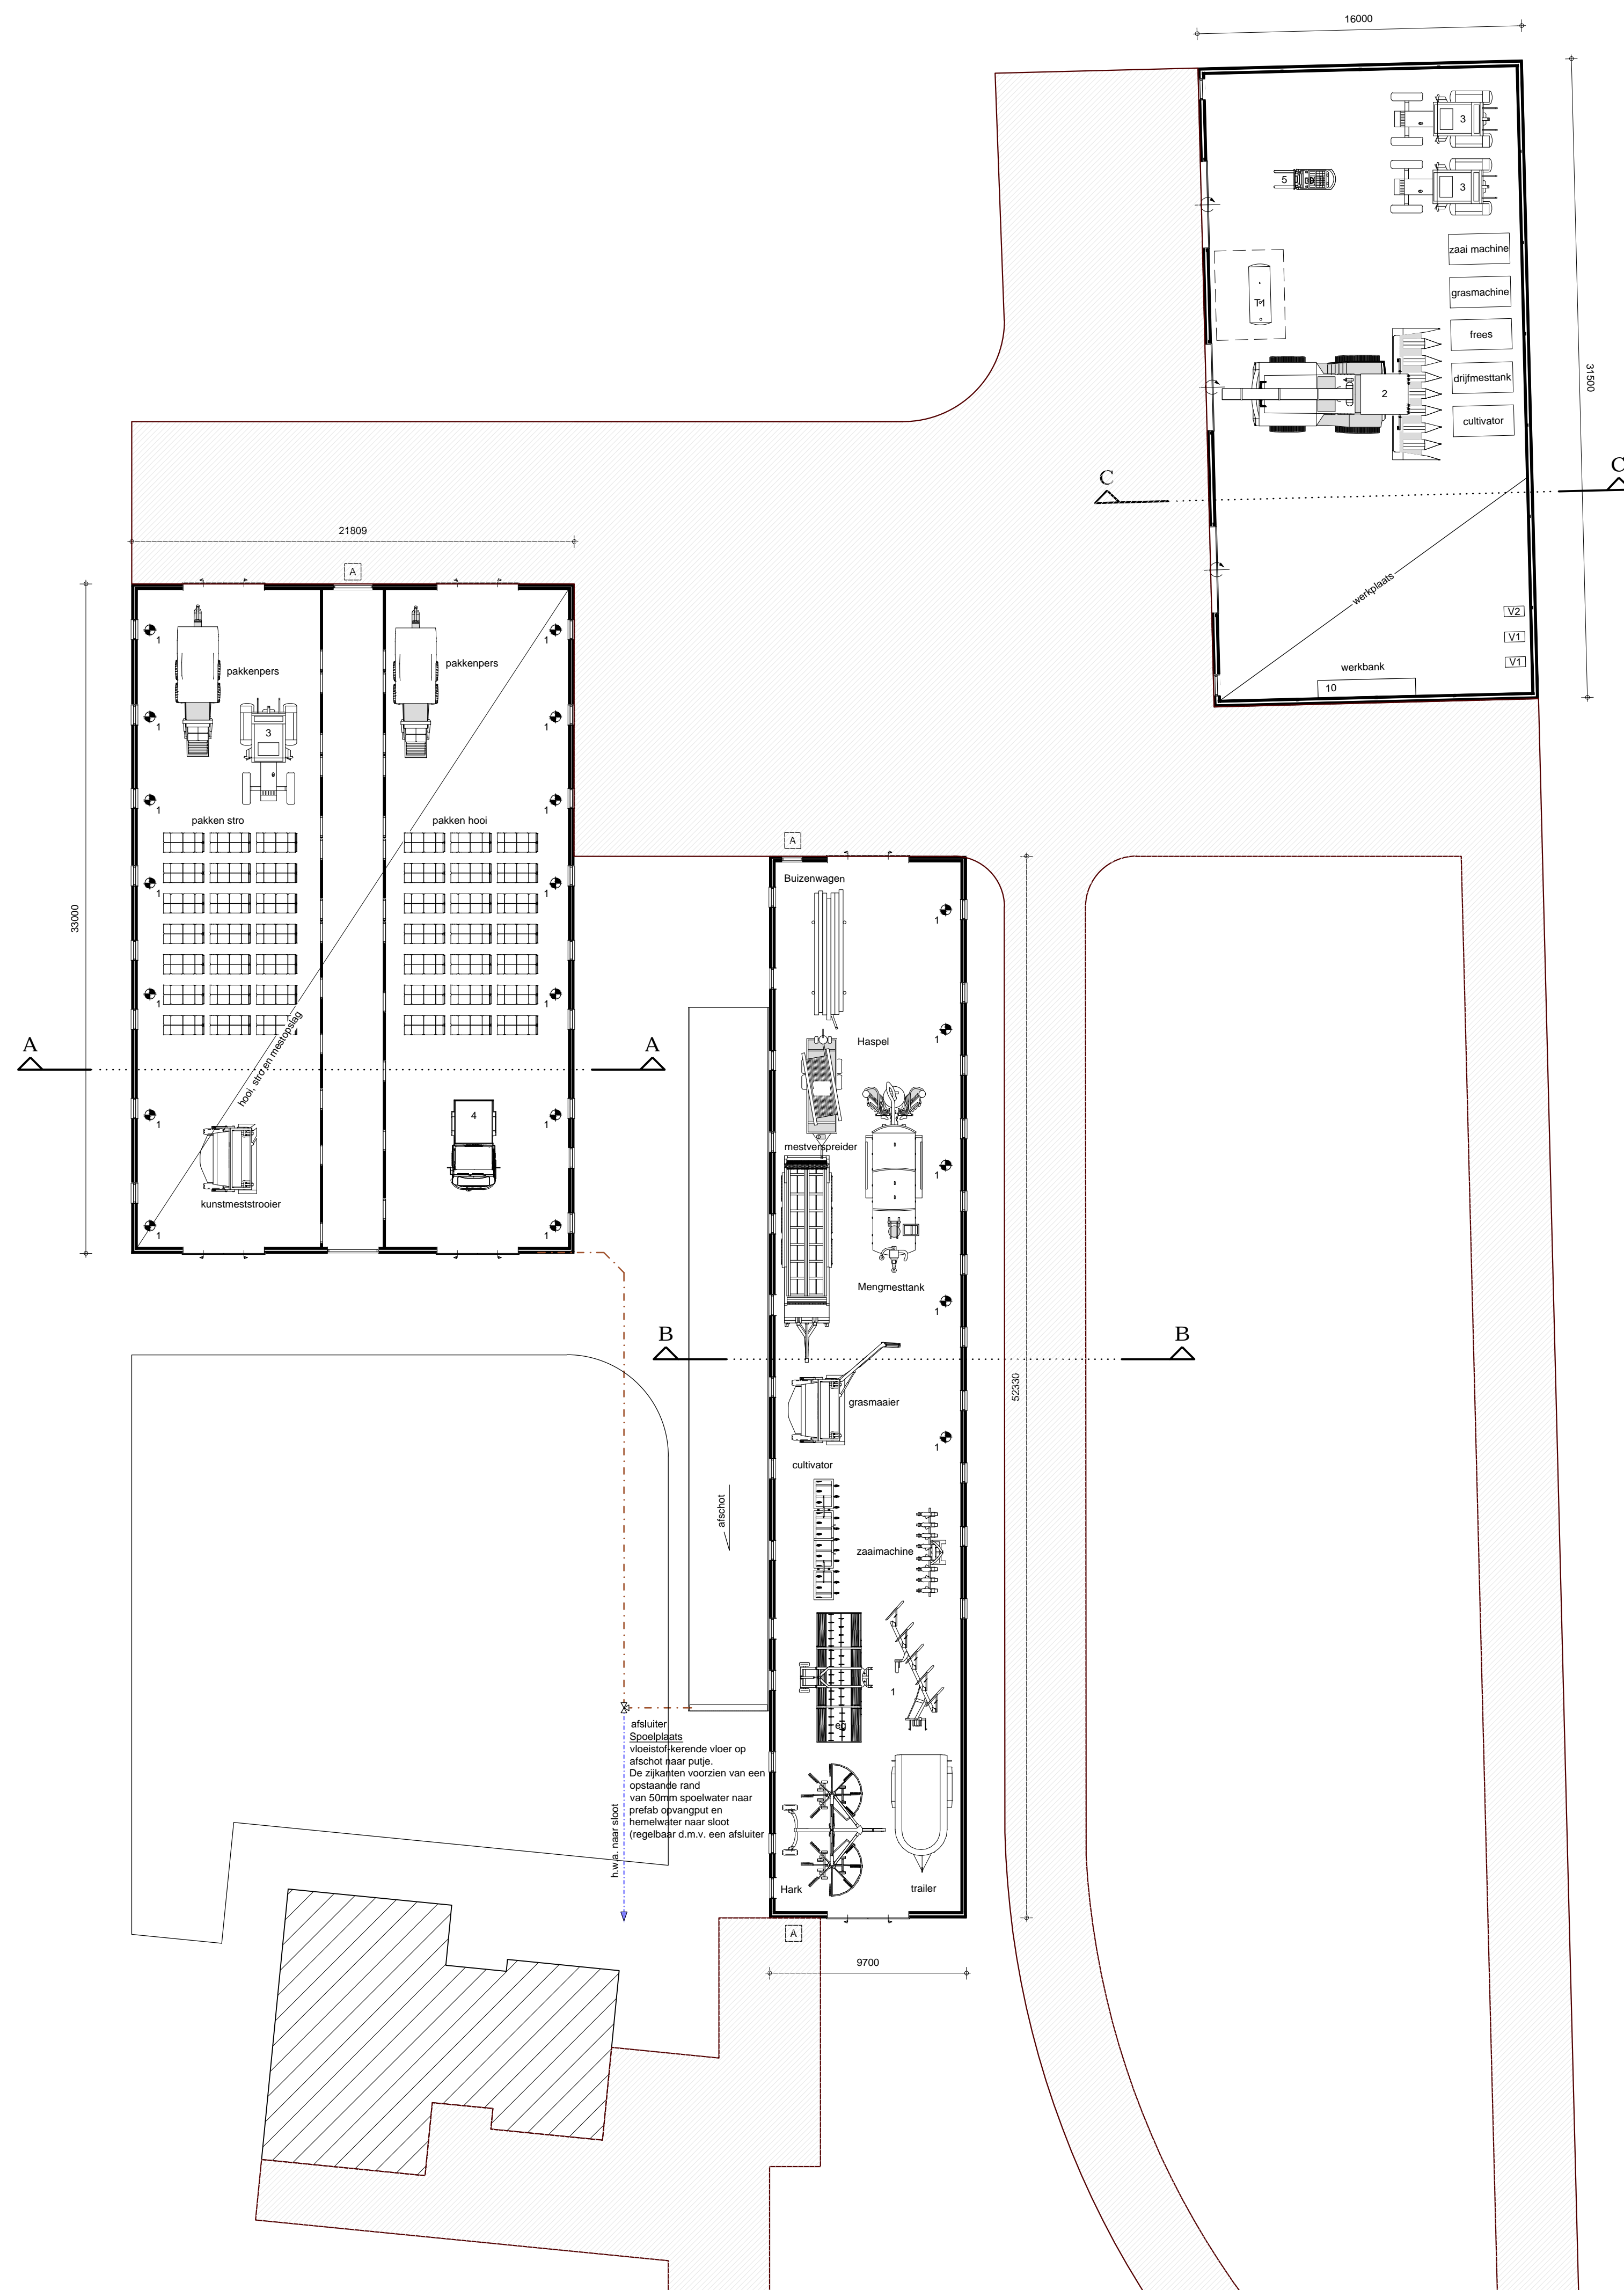 16000
3
3
5
zaai machine
grasmachine
T-1
frees
drijfmesttank
2
cultivator
31500
C
C
werkplaats
V2
V1
V1
werkbank
10
21809
A
33000
1
1
1
1
1
1
1
1
1
1
1
1
1
1
pakkenpers
pakkenpers
3
pakken stro
pakken hooi
hooi, stro en mestopslag
A
A
4
kunstmeststrooier
A
Buizenwagen
1
Haspel
1
mestverspreider
1
Mengmesttank
1
B
B
52330
grasmaaier
1
cultivator
afschot
zaaimachine
1
eg
afsluiter
Spoelplaats
vloeistof-kerende vloer op
afschot naar putje.
De zijkanten voorzien van een
opstaande rand
van 50mm spoelwater naar
prefab opvangput en
hemelwater naar sloot
(regelbaar d.m.v. een afsluiter
h.w.a. naar sloot
Hark
trailer
A
9700